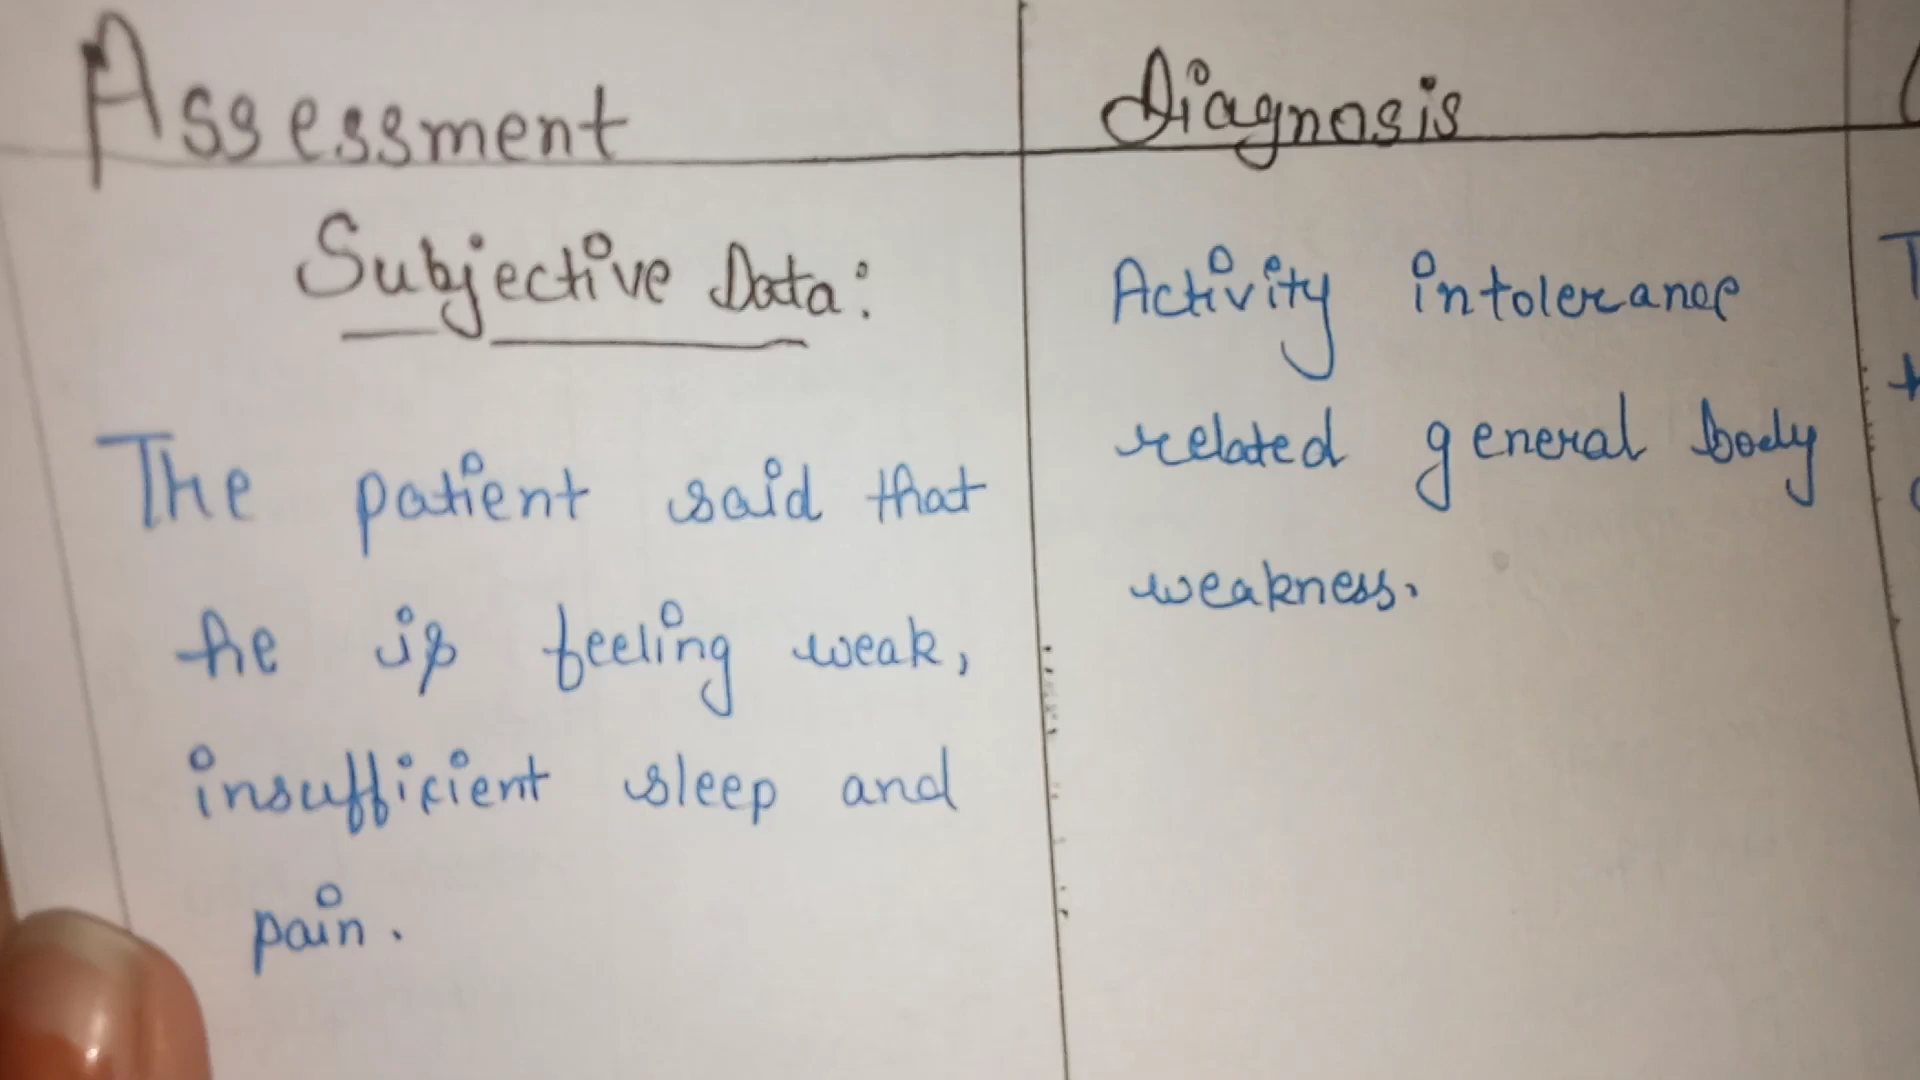 Assessment
Subjective Data:
The patient said that
he is feeling weak,
insufficient sleep and
pain.
Diagnosis
Activity intolerance
related general body
weakness.